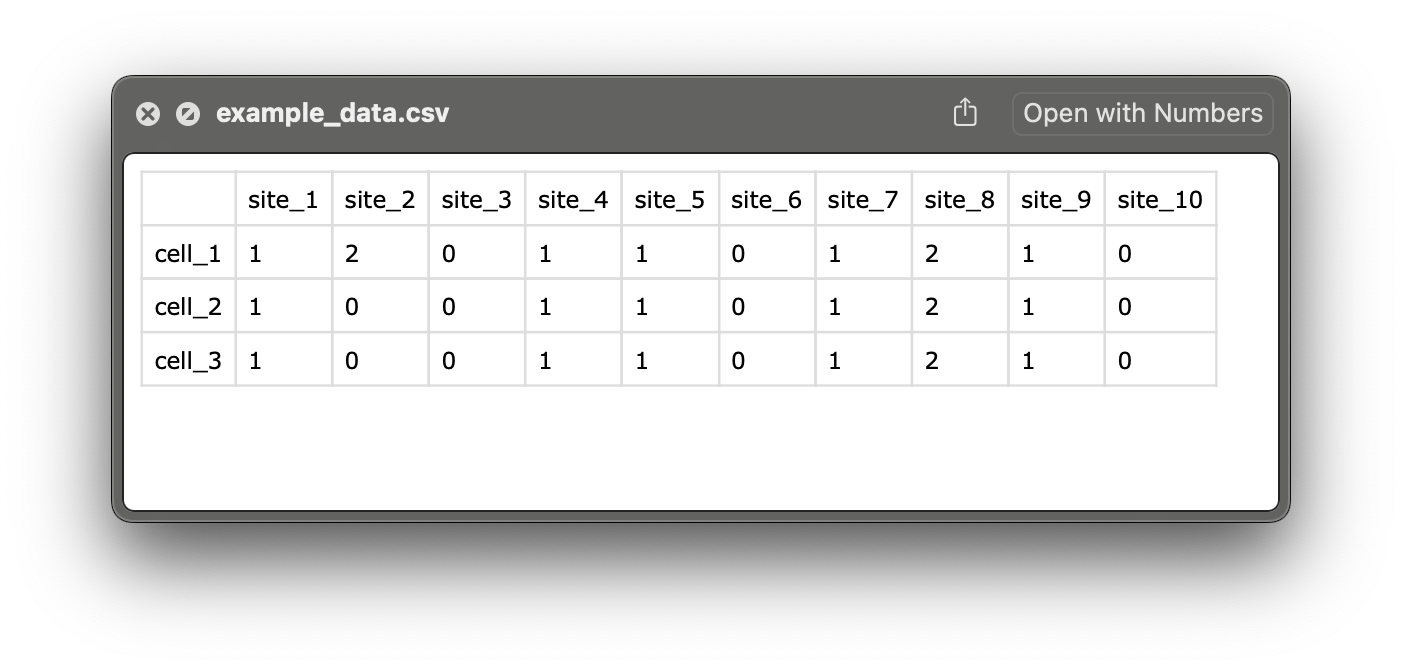 example_data.csv Open with Numbers
site_1 site_2 site_3 site_4 site_5 site_6 site_7 site_8 site_9 site_10
cell_1 1 2 0 1 1 0 1 2 1 0
cell_2 1 0 0 1 1 0 1 2 1 0
cell_3 1 0 0 1 1 0 1 2 1 0